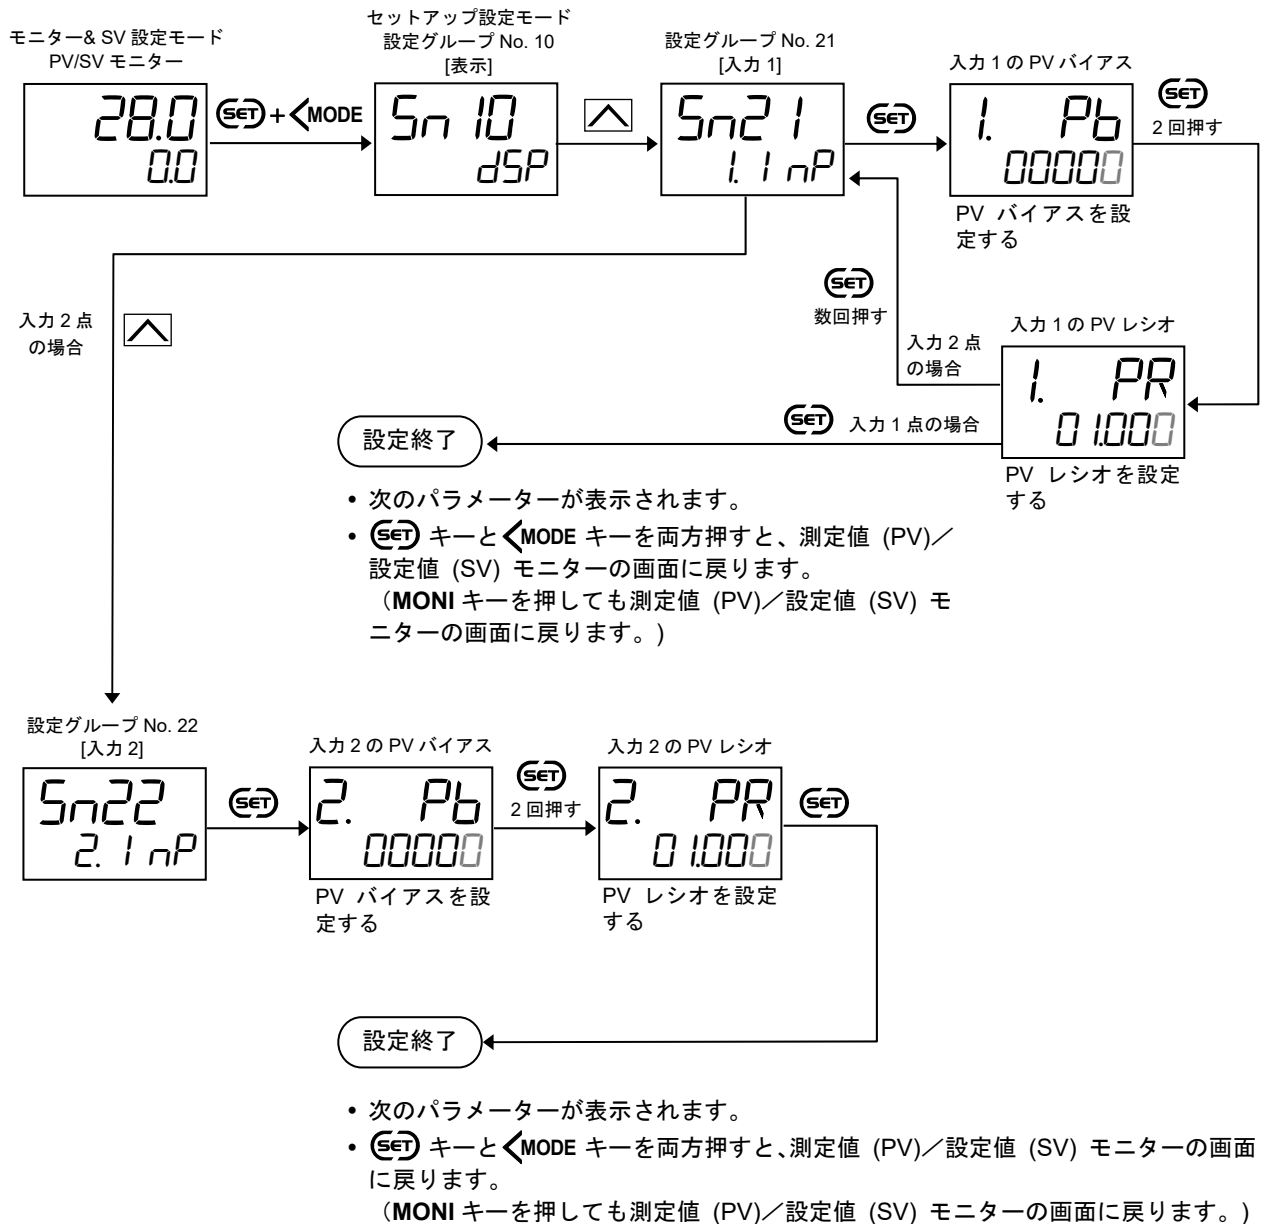 モニター& SV 設定モード
PV/SV モニター
28.0
0.0
SET + <MODE
セットアップ設定モード
設定グループ No. 10
[表示]
Sn 10
dSP
設定グループ No. 21
[入力 1]
Sn21
1. 1 nP
SET
入力 1 の PV バイアス
1. Pb
00000
PV バイアスを設
定する
SET
2 回押す
入力 1 の PV レシオ
1. PR
01.000
PV レシオを設定
する
SET
数回押す
入力 2 点
の場合
SET 入力 1 点の場合
設定終了
• 次のパラメーターが表示されます。
• SET キーと <MODE キーを両方押すと、測定値 (PV)／
設定値 (SV) モニターの画面に戻ります。
（MONI キーを押しても測定値 (PV)／設定値 (SV) モ
ニターの画面に戻ります。)
入力 2 点
の場合
設定グループ No. 22
[入力 2]
Sn22
2. 1 nP
SET
入力 2 の PV バイアス
2. Pb
00000
PV バイアスを設
定する
SET
2 回押す
入力 2 の PV レシオ
2. PR
01.000
PV レシオを設定
する
SET
設定終了
• 次のパラメーターが表示されます。
• SET キーと <MODE キーを両方押すと、測定値 (PV)／設定値 (SV) モニターの画面
に戻ります。
（MONI キーを押しても測定値 (PV)／設定値 (SV) モニターの画面に戻ります。)